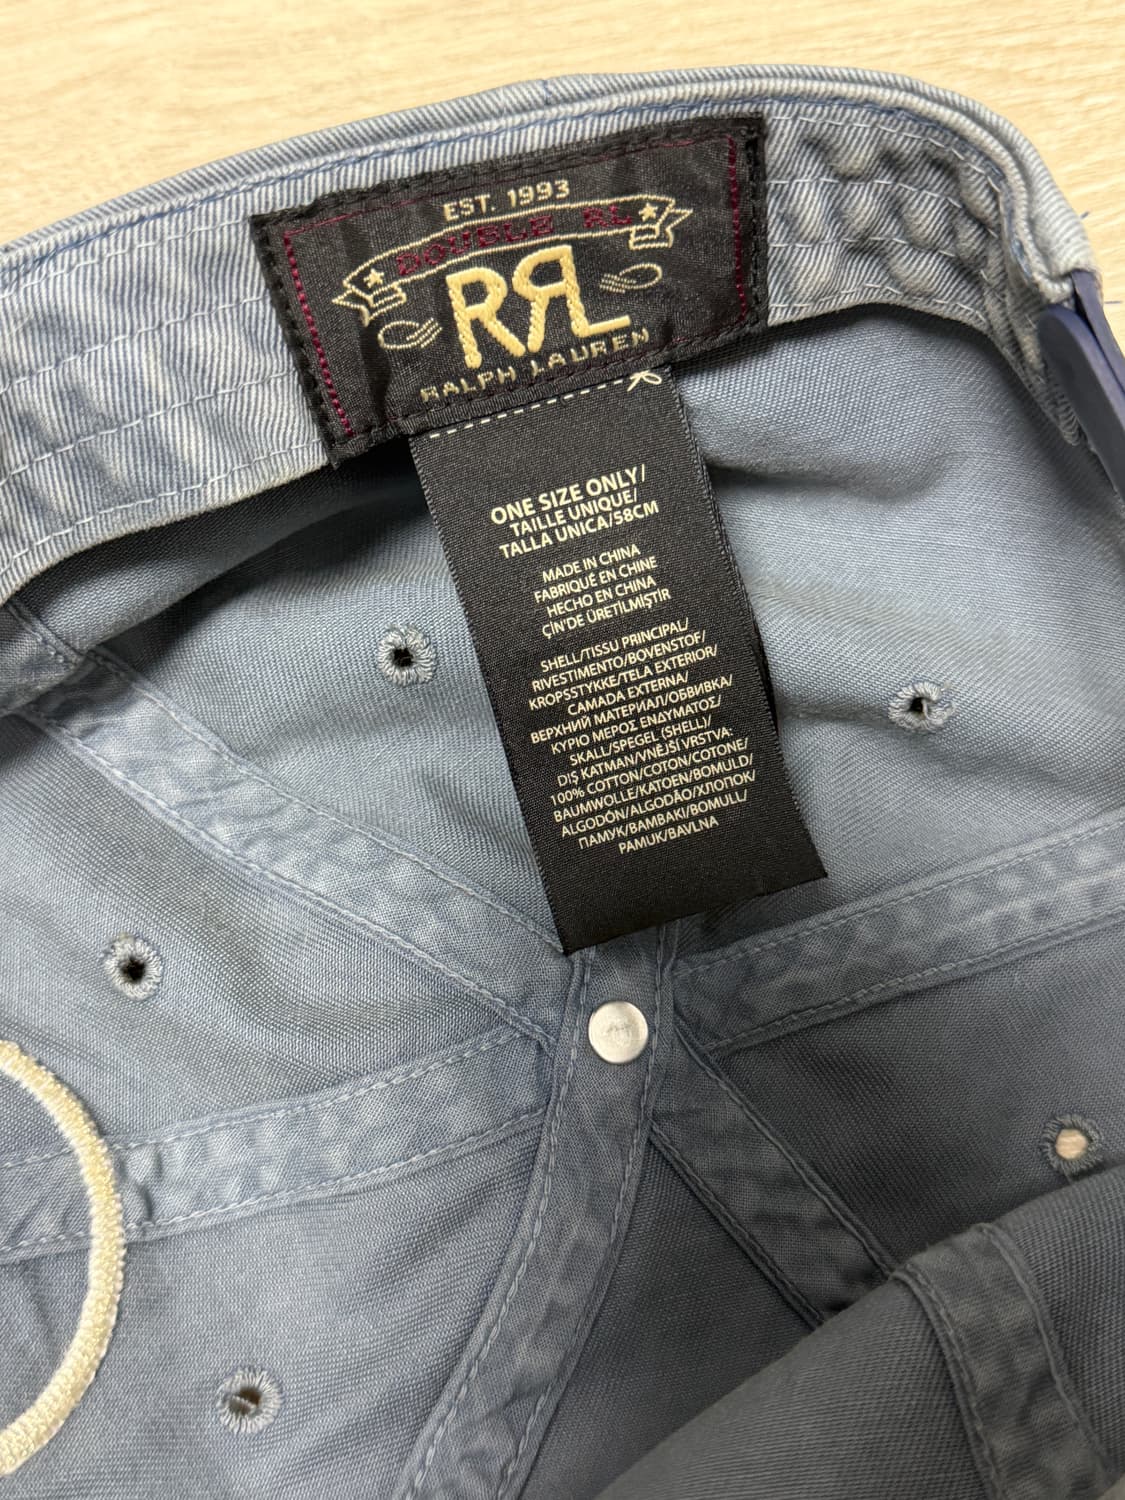 EST. 1993
DOUBLE RL
RRL
RALPH LAUREN
ONE SIZE ONLY/
TAILLE UNIQUE/
TALLA UNICA/58CM
MADE IN CHINA
FABRIQUÉ EN CHINE
HECHO EN CHINA
ÇİN'DE ÜRETİLMİŞTİR
SHELL/TISSU PRINCIPAL/
RIVESTIMENTO/BOVENSTOF/
KROPSSTYKKE/TELA EXTERIOR/
CAMADA EXTERNA/
ВЕРХНИЙ МАТЕРИАЛ/ОБВИВКА/
ΚΥΡΙΟ ΜΕΡΟΣ ΕΝΔΥΜΑΤΟΣ/
SKALL/SPEGEL (SHELL)/
DIŞ KATMAN/VNĚJŠÍ VRSTVA:
100% COTTON/COTON/COTONE/
BAUMWOLLE/KATOEN/BOMULD/
ALGODÓN/ALGODÃO/ХЛОПОК/
ПАМУК/ΒΑΜΒΑΚΙ/BOMULL/
PAMUK/BAVLNA